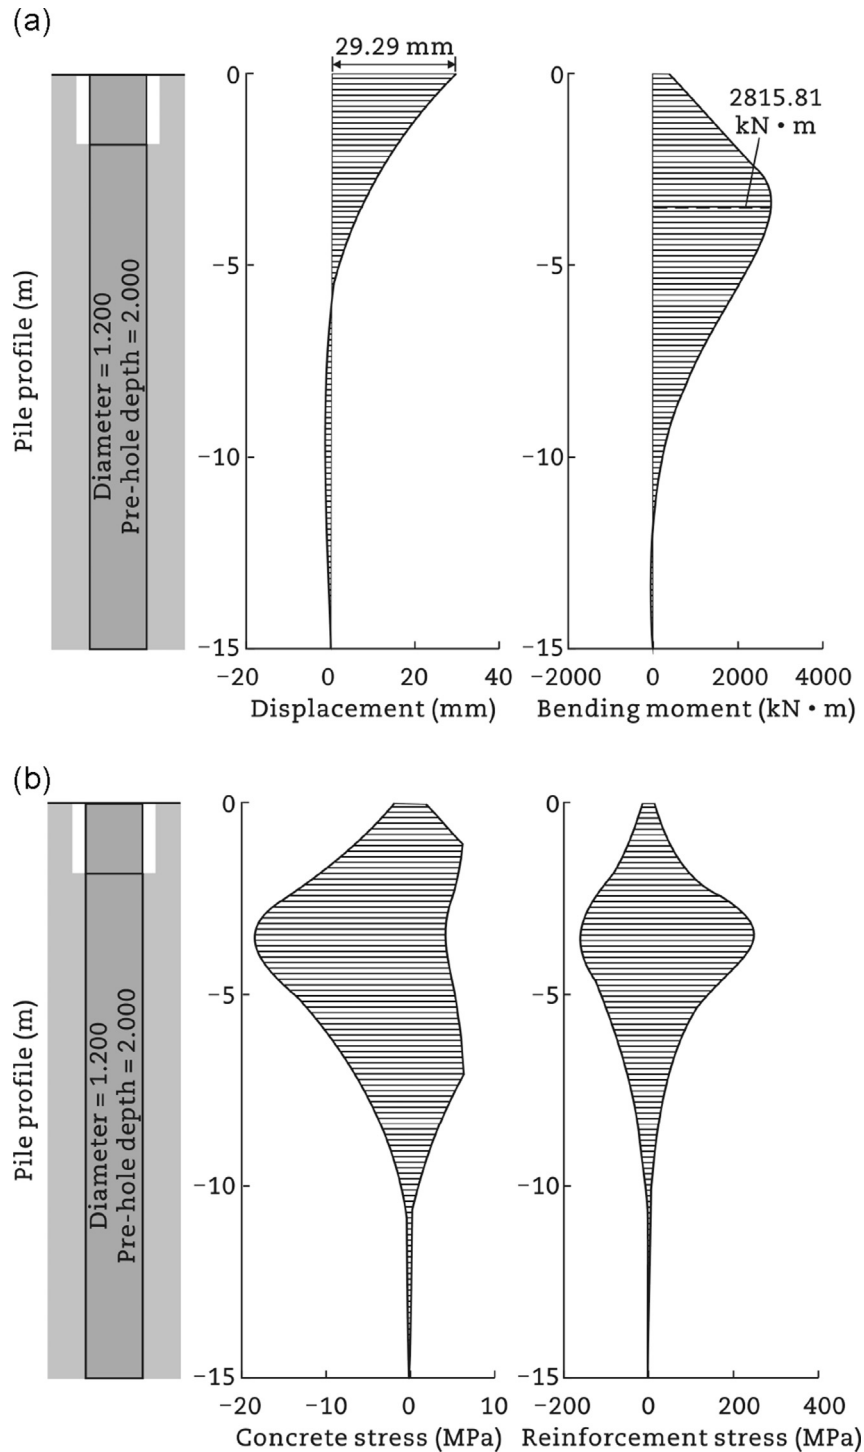 (a)
Pile profile (m)
Diameter = 1.200
Pre-hole depth = 2.000
29.29 mm
0
−5
−10
−15
−20 0 20 40
Displacement (mm)
2815.81
kN • m
0
−5
−10
−15
−2000 0 2000 4000
Bending moment (kN • m)
(b)
Pile profile (m)
Diameter = 1.200
Pre-hole depth = 2.000
0
−5
−10
−15
−20 −10 0 10
Concrete stress (MPa)
0
−5
−10
−15
−200 0 200 400
Reinforcement stress (MPa)